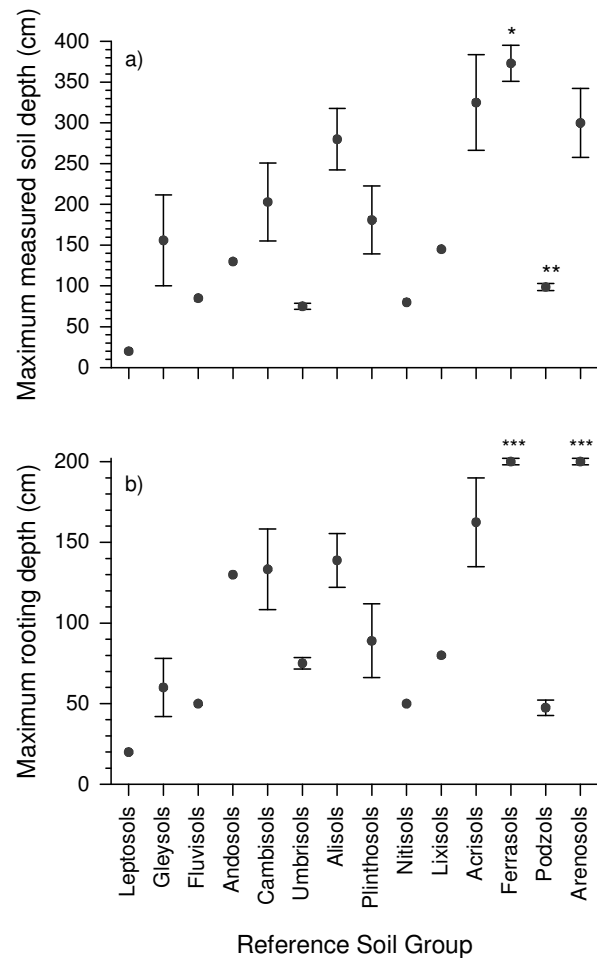 Maximum measured soil depth (cm)
a)
400
350
300
250
200
150
100
50
0
*
**
Maximum rooting depth (cm)
b)
200
150
100
50
0
***
***
Leptosols
Gleysols
Fluvisols
Andosols
Cambisols
Umbrisols
Alisols
Plinthosols
Nitisols
Lixisols
Acrisols
Ferrasols
Podzols
Arenosols
Reference Soil Group